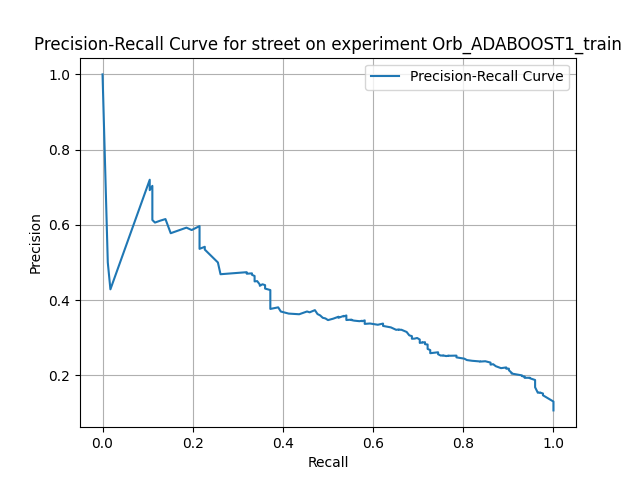 Precision-Recall Curve for street on experiment Orb_ADABOOST1_train
Precision-Recall Curve
1.0
0.8
0.6
0.4
0.2
Precision
0.0 0.2 0.4 0.6 0.8 1.0
Recall